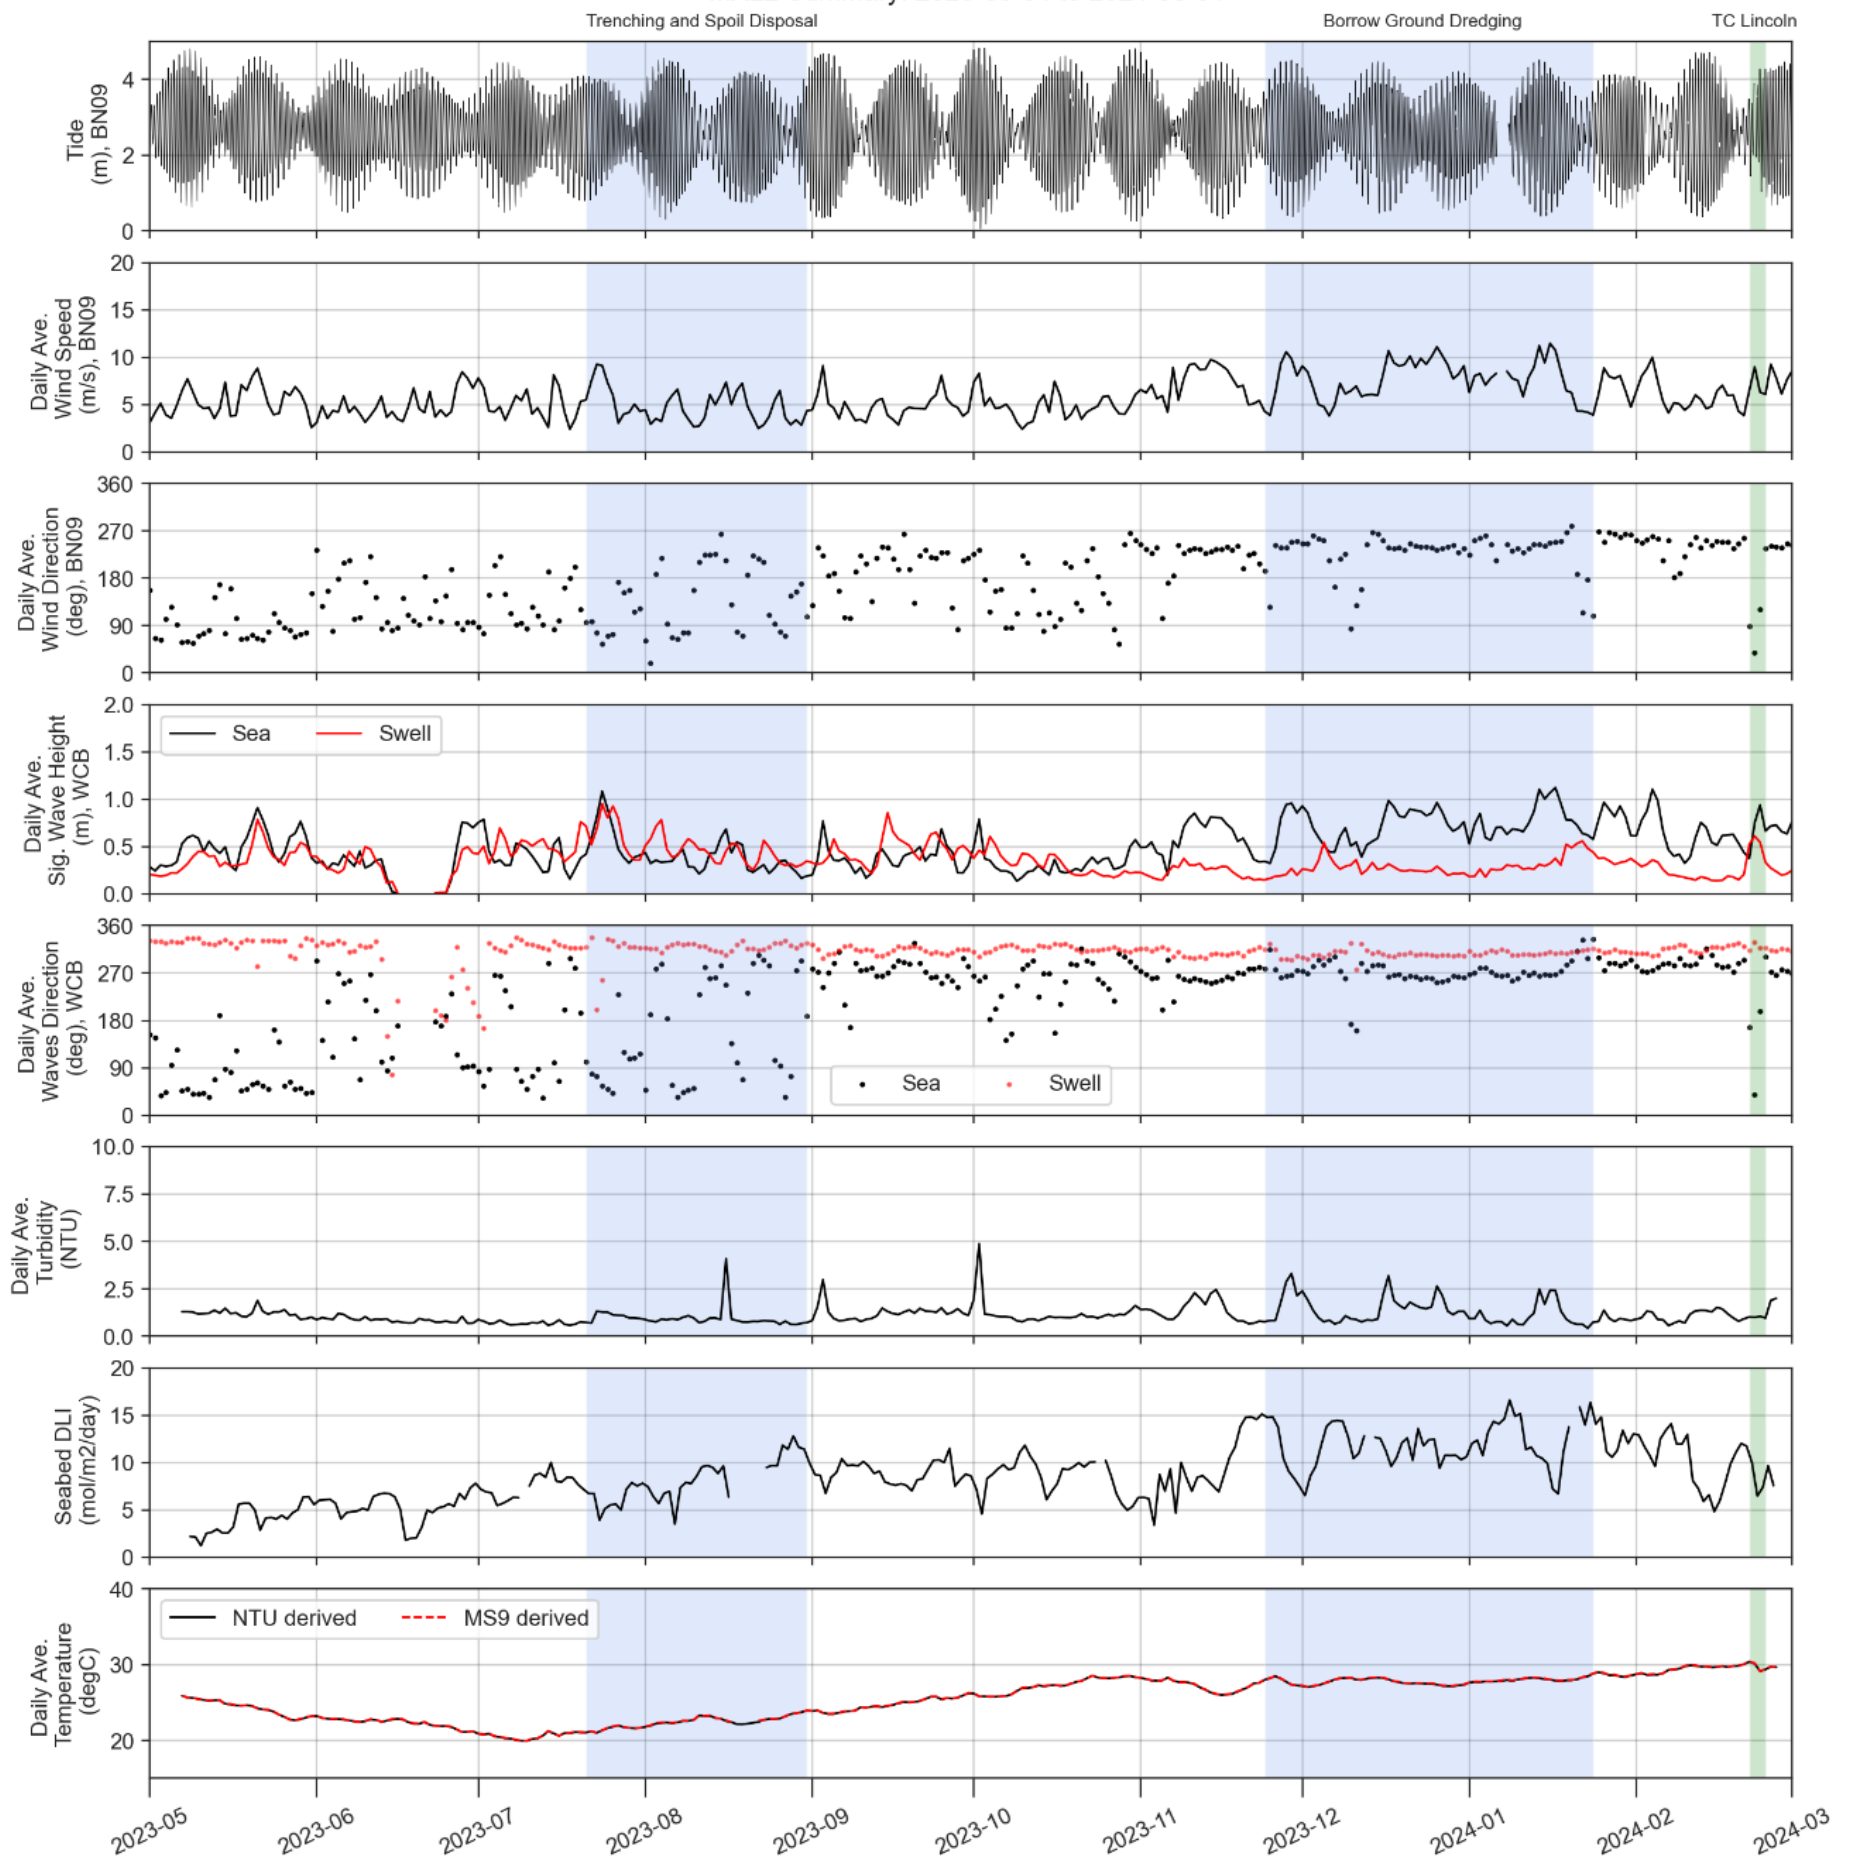 Trenching and Spoil Disposal
Borrow Ground Dredging
TC Lincoln
Tide
(m), BN09
4
2
0
Daily Ave.
Wind Speed
(m/s), BN09
20
15
10
5
0
Daily Ave.
Wind Direction
(deg), BN09
360
270
180
90
0
Daily Ave.
Sig. Wave Height
(m), WCB
2.0
1.5
1.0
0.5
0.0
Sea
Swell
Daily Ave.
Waves Direction
(deg), WCB
360
270
180
90
0
Sea
Swell
Daily Ave.
Turbidity
(NTU)
10.0
7.5
5.0
2.5
0.0
Seabed DLI
(mol/m2/day)
20
15
10
5
0
Daily Ave.
Temperature
(degC)
40
30
20
NTU derived
MS9 derived
2023-05
2023-06
2023-07
2023-08
2023-09
2023-10
2023-11
2023-12
2024-01
2024-02
2024-03